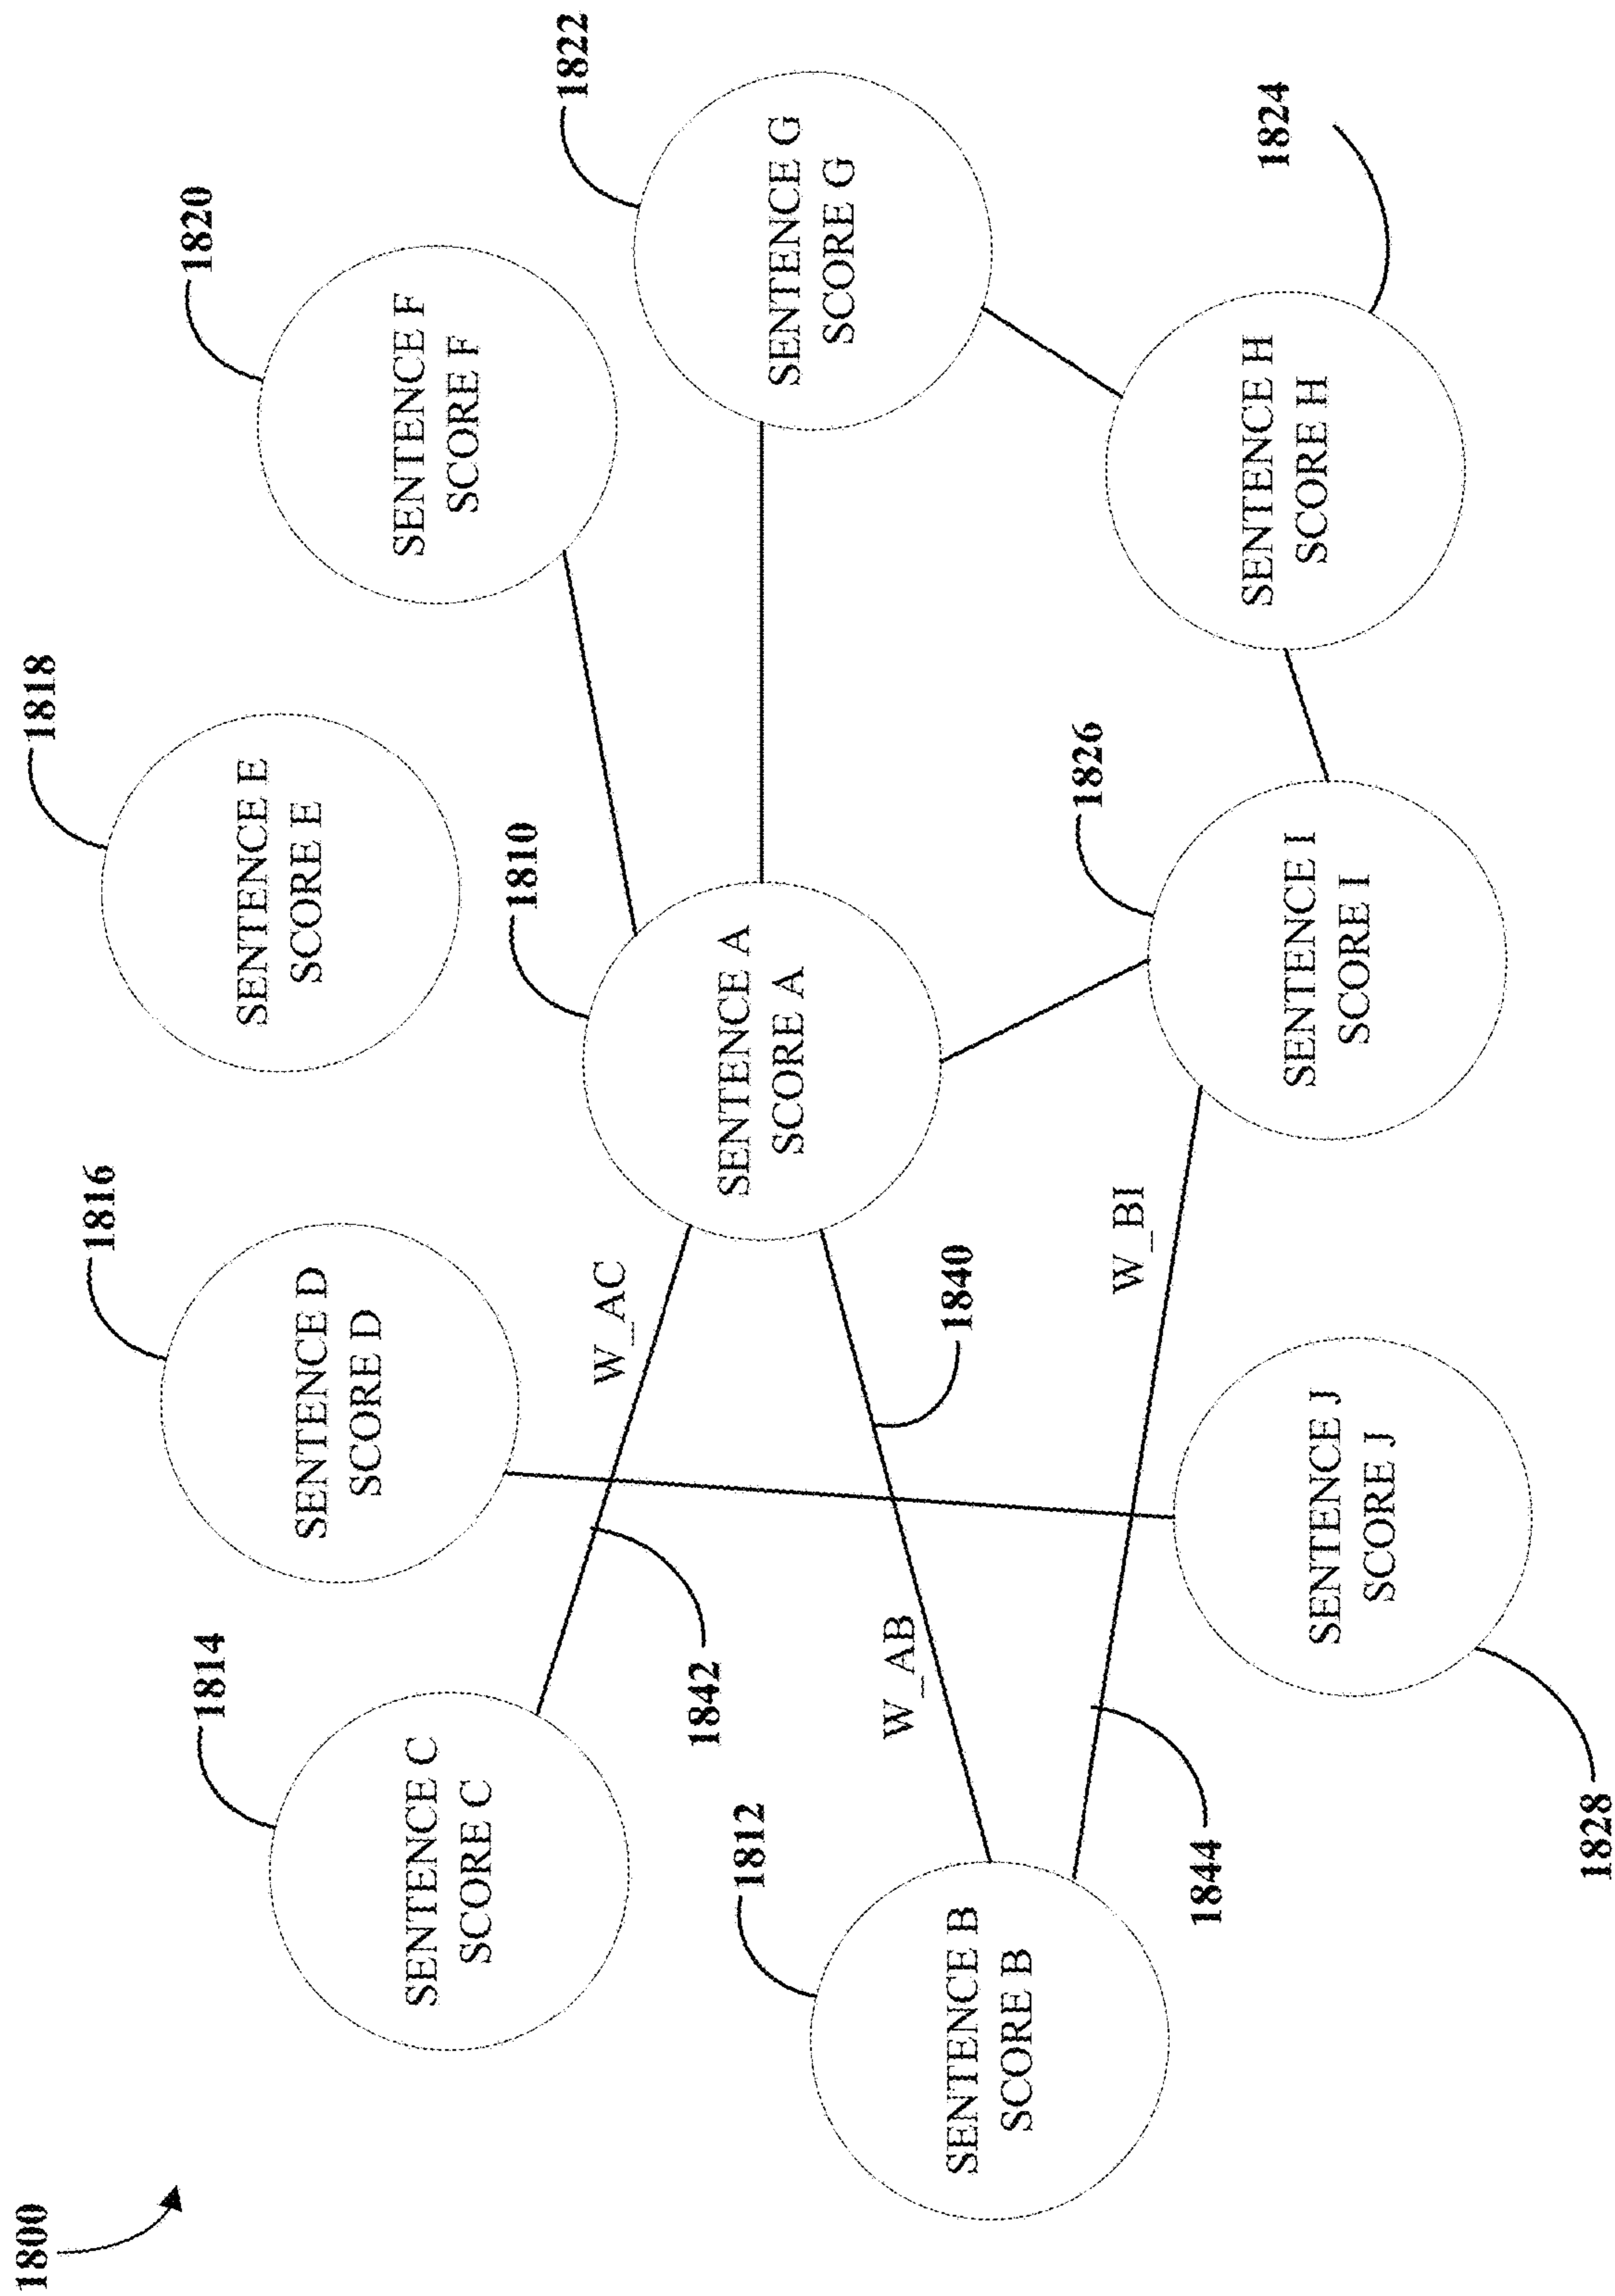 1800
1818
1816
1820
1814
SENTENCE E
SCORE E
SENTENCE D
SCORE D
SENTENCE F
SCORE F
SENTENCE C
SCORE C
1810
1822
W_AC
1842
SENTENCE A
SCORE A
SENTENCE G
SCORE G
1812
W_AB
1840
SENTENCE B
SCORE B
1826
W_BI
1844
1824
SENTENCE H
SCORE H
SENTENCE I
SCORE I
SENTENCE J
SCORE J
1828